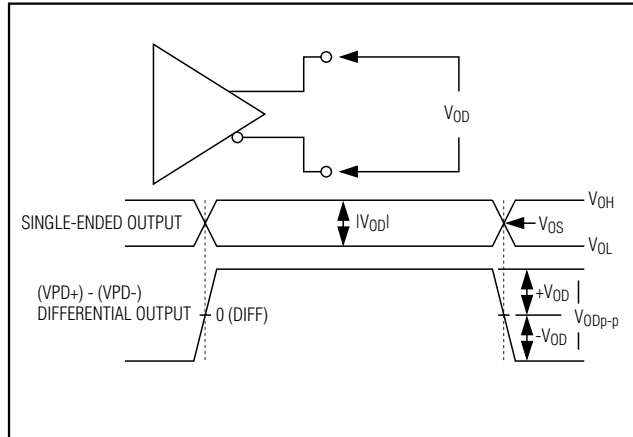 VOD
SINGLE-ENDED OUTPUT
|VOD|
VOH
VOS
VOL
(VPD+) - (VPD-)
DIFFERENTIAL OUTPUT
0 (DIFF)
+VOD
-VOD
VODp-p